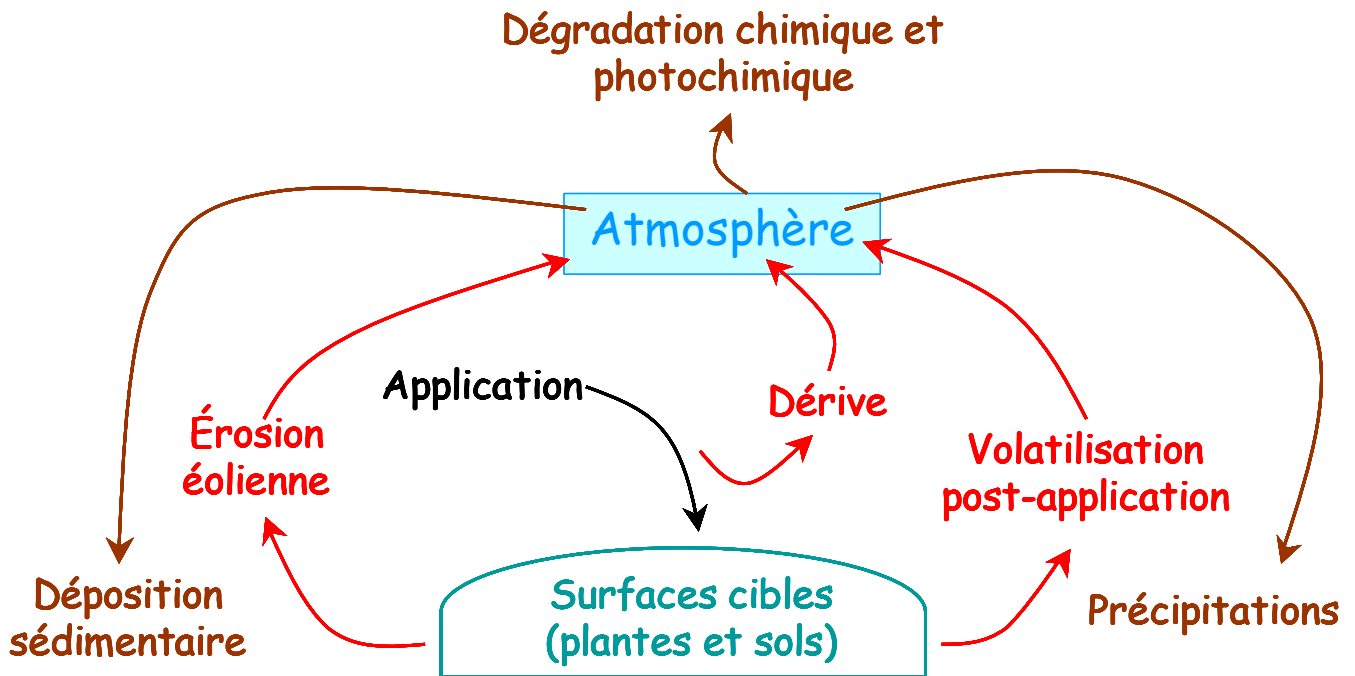 Dégradation chimique et
photochimique
Atmosphère
Application
Dérive
Érosion
éolienne
Volatilisation
post-application
Déposition
sédimentaire
Surfaces cibles
(plantes et sols)
Précipitations